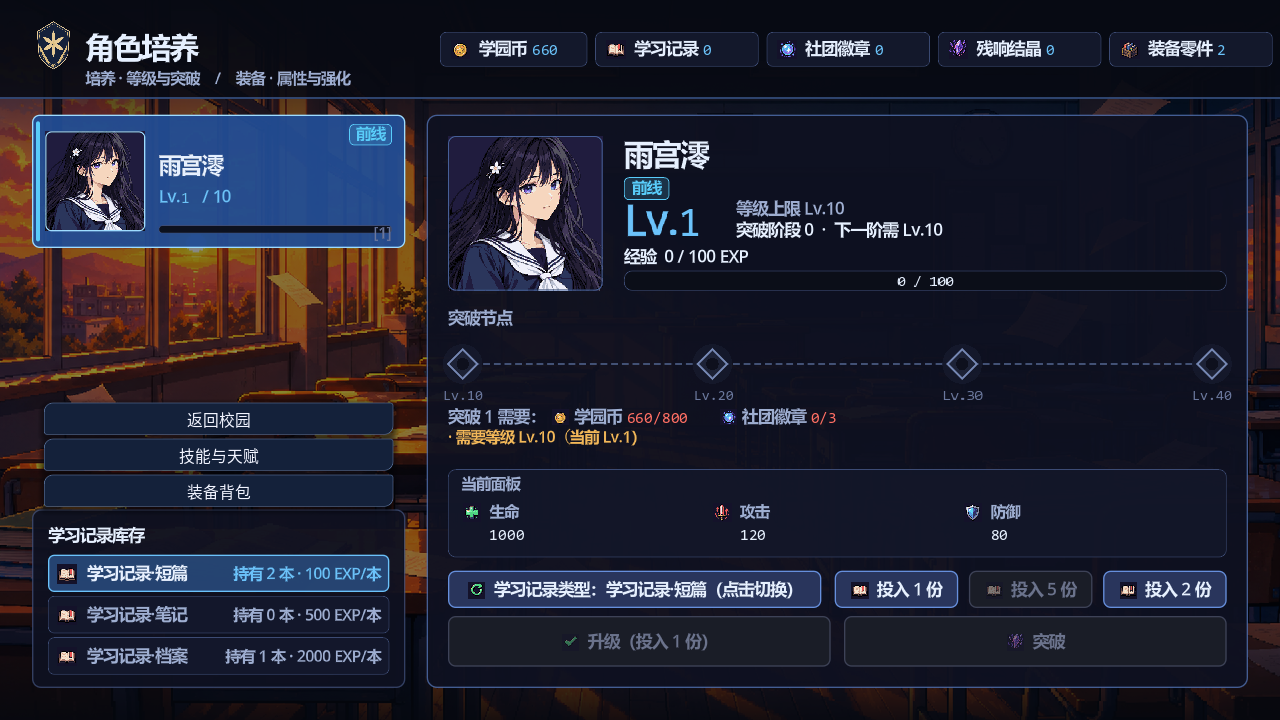 角色培养
培养 · 等级与突破 / 装备 · 属性与强化
学园币 660
学习记录 0
社团徽章 0
残响结晶 0
装备零件 2
前线
雨宫澪
Lv.1 / 10
[1]
返回校园
技能与天赋
装备背包
学习记录库存
学习记录·短篇 持有 2 本 · 100 EXP/本
学习记录·笔记 持有 0 本 · 500 EXP/本
学习记录·档案 持有 1 本 · 2000 EXP/本
雨宫澪
前线
Lv.1
等级上限 Lv.10
突破阶段 0 · 下一阶需 Lv.10
经验 0 / 100 EXP
0 / 100
突破节点
Lv.10 Lv.20 Lv.30 Lv.40
突破 1 需要： 学园币 660/800 社团徽章 0/3
· 需要等级 Lv.10（当前 Lv.1）
当前面板
生命 攻击 防御
1000 120 80
学习记录类型：学习记录·短篇（点击切换）
投入 1 份
投入 5 份
投入 2 份
升级（投入 1 份）
突破